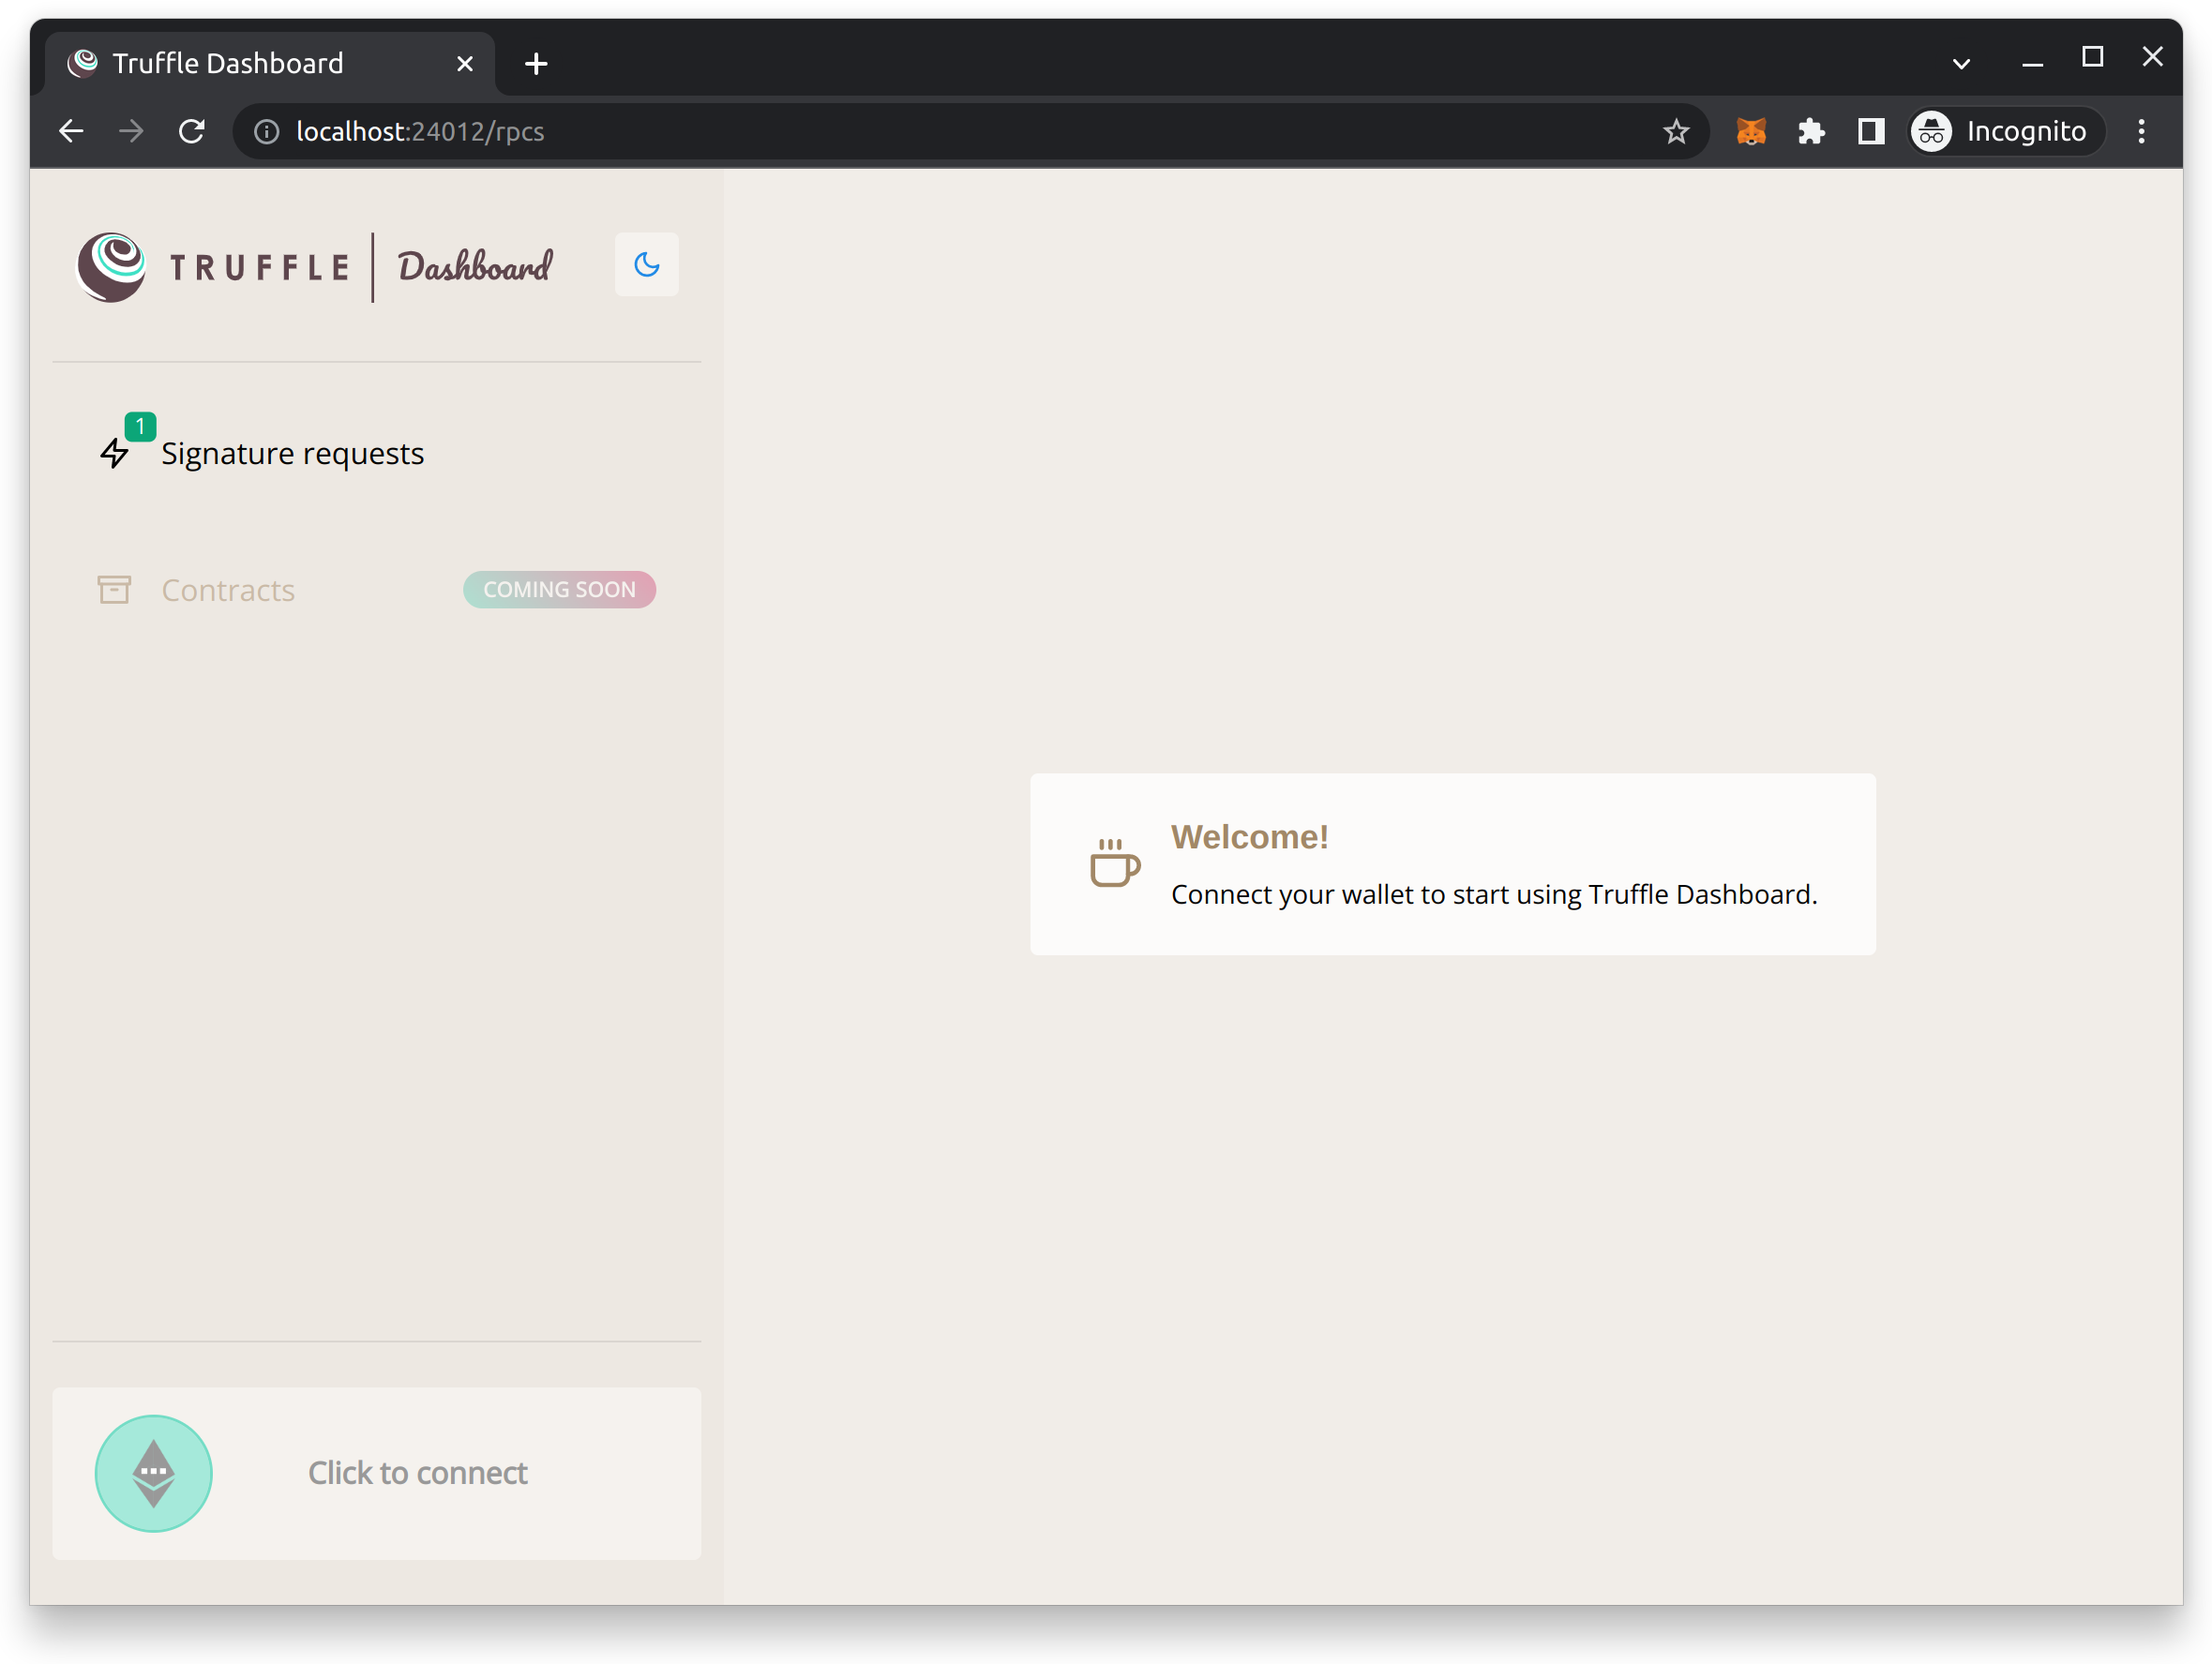 Truffle Dashboard
localhost:24012/rpcs
Incognito
TRUFFLE Dashboard
1
Signature requests
Contracts COMING SOON
Welcome!
Connect your wallet to start using Truffle Dashboard.
Click to connect